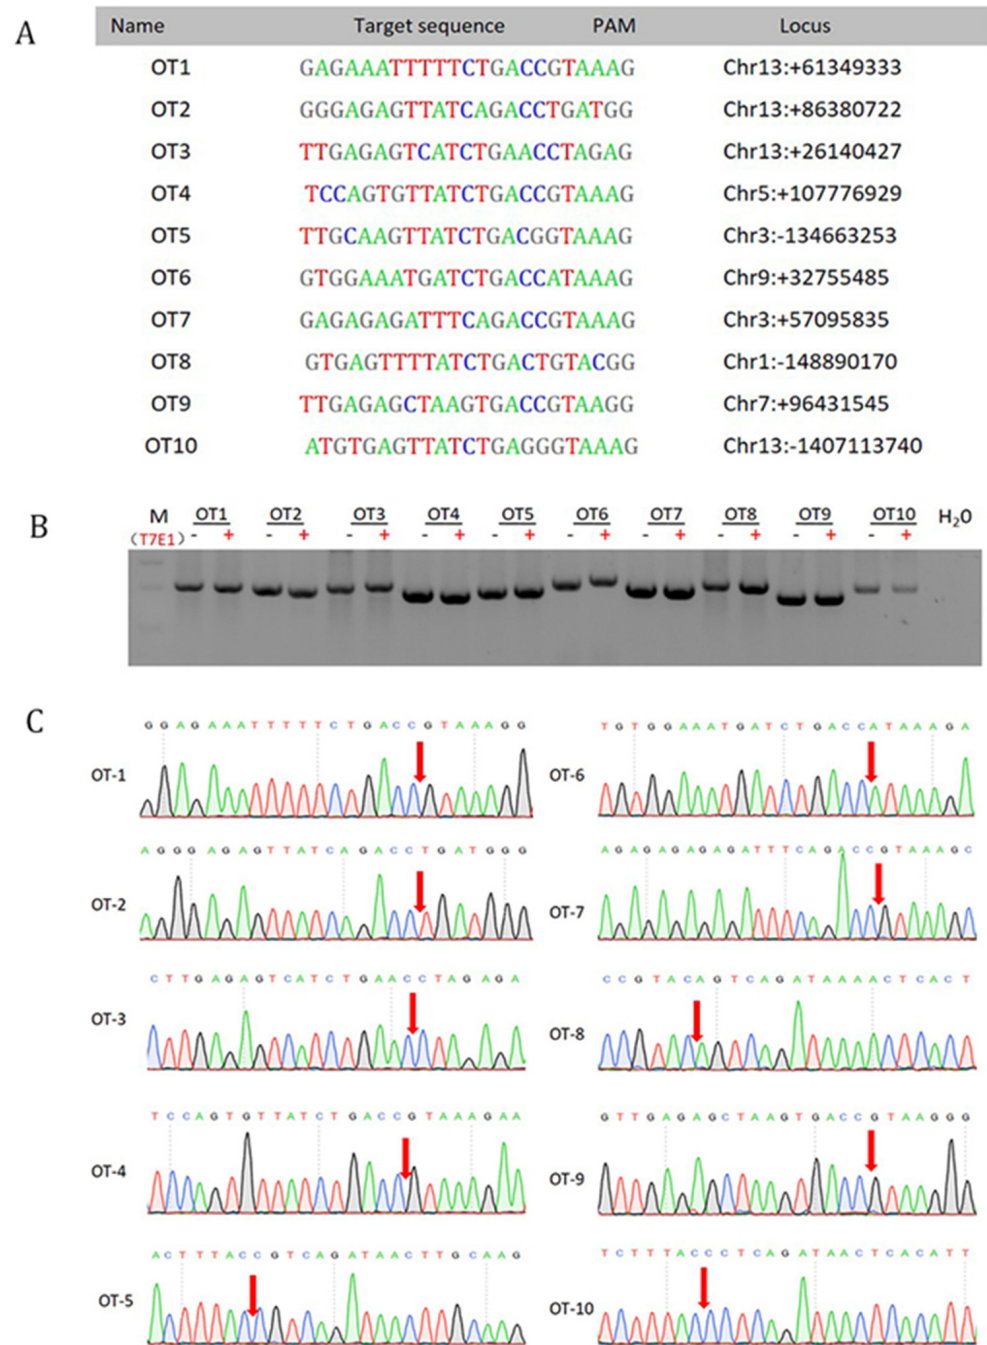 A
Name Target sequence PAM Locus
OT1 GAGAAATTTTTCTGACCGTAAAG Chr13:+61349333
OT2 GGGAGAGTTATCAGACCTGATGG Chr13:+86380722
OT3 TTGAGAGTCATCTGAACCTAGAG Chr13:+26140427
OT4 TCCAGTGTTATCTGACCGTAAAG Chr5:+107776929
OT5 TTGCAAGTTATCTGACGGTAAAG Chr3:-134663253
OT6 GTGGAAATGATCTGACCATAAAG Chr9:+32755485
OT7 GAGAGAGATTTCAGACCGTAAAG Chr3:+57095835
OT8 GTGAGTTTTATCTGACTGTACGG Chr1:-148890170
OT9 TTGAGAGCTAAGTGACCGTAAGG Chr7:+96431545
OT10 ATGTGAGTTATCTGAGGGTAAAG Chr13:-1407113740
B
M OT1 OT2 OT3 OT4 OT5 OT6 OT7 OT8 OT9 OT10 H₂0
(T7E1) - + - + - + - + - + - + - + - + - + - +
C
G G A G A A A T T T T T C T G A C C G T A A A G G
OT-1
T G T G G A A A T G A T C T G A C C A T A A A G A
OT-6
A G G G A G A G T T A T C A G A C C T G A T G G G
OT-2
A G A G A G A G A T T T C A G A C C G T A A A G C
OT-7
C T T G A G A G T C A T C T G A A C C T A G A G A
OT-3
C C G T A C A G T C A G A T A A A A C T C A C T
OT-8
T C C A G T G T T A T C T G A C C G T A A A G A A
OT-4
G T T G A G A G C T A A G T G A C C G T A A G G G
OT-9
A C T T T A C C G T C A G A T A A C T T G C A A G
OT-5
T C T T T A C C C T C A G A T A A C T C A C A T T
OT-10